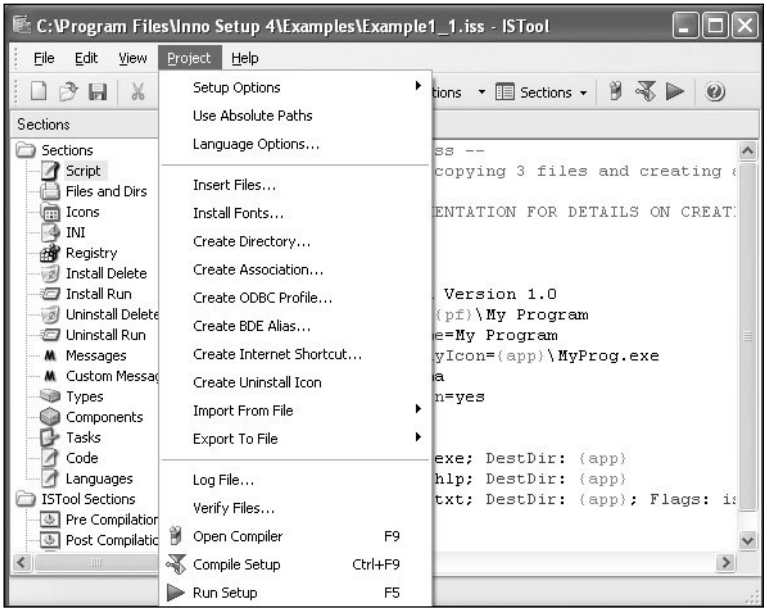 C:\Program Files\Inno Setup 4\Examples\Example1_1.iss - ISTool
File Edit View Project Help
tions Sections
Sections
Sections
Script
Files and Dirs
Icons
INI
Registry
Install Delete
Install Run
Uninstall Delete
Uninstall Run
Messages
Custom Messag
Types
Components
Tasks
Code
Languages
ISTool Sections
Pre Compilation
Post Compilatio
Setup Options
Use Absolute Paths
Language Options...
Insert Files...
Install Fonts...
Create Directory...
Create Association...
Create ODBC Profile...
Create BDE Alias...
Create Internet Shortcut...
Create Uninstall Icon
Import From File
Export To File
Log File...
Verify Files...
Open Compiler F9
Compile Setup Ctrl+F9
Run Setup F5
ss --
copying 3 files and creating
ENTATION FOR DETAILS ON CREAT
Version 1.0
{pf}\My Program
e=My Program
yIcon={app}\MyProg.exe
a
n=yes
exe; DestDir: {app}
hlp; DestDir: {app}
txt; DestDir: {app}; Flags: is